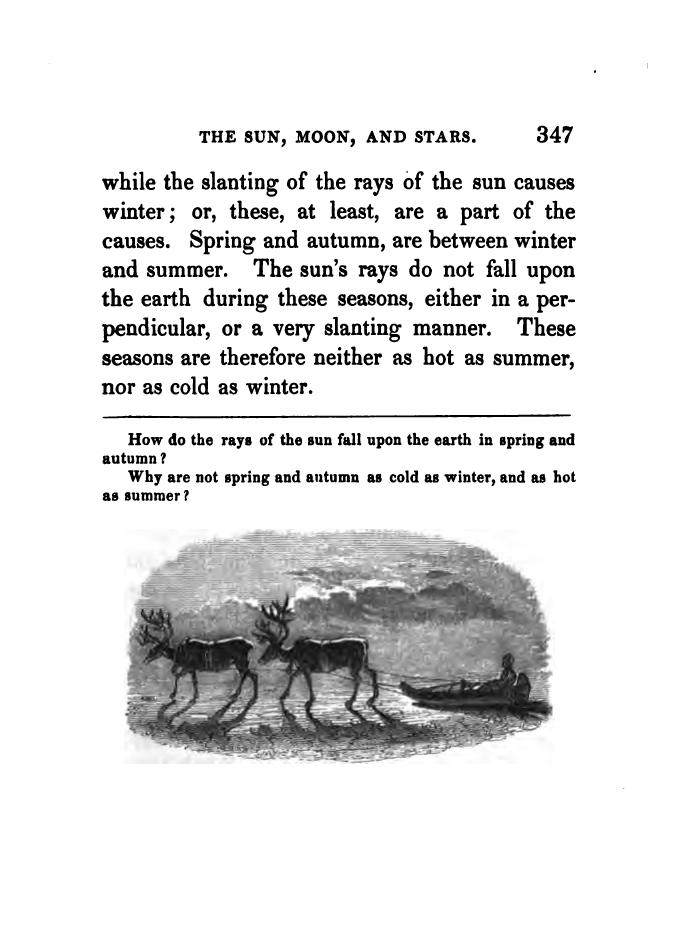 THE SUN, MOON, AND STARS. 347
while the slanting of the rays of the sun causes
winter; or, these, at least, are a part of the
causes. Spring and autumn, are between winter
and summer. The sun's rays do not fall upon
the earth during these seasons, either in a per-
pendicular, or a very slanting manner. These
seasons are therefore neither as hot as summer,
nor as cold as winter.
How do the rays of the sun fall upon the earth in spring and
autumn?
Why are not spring and autumn as cold as winter, and as hot
as summer?